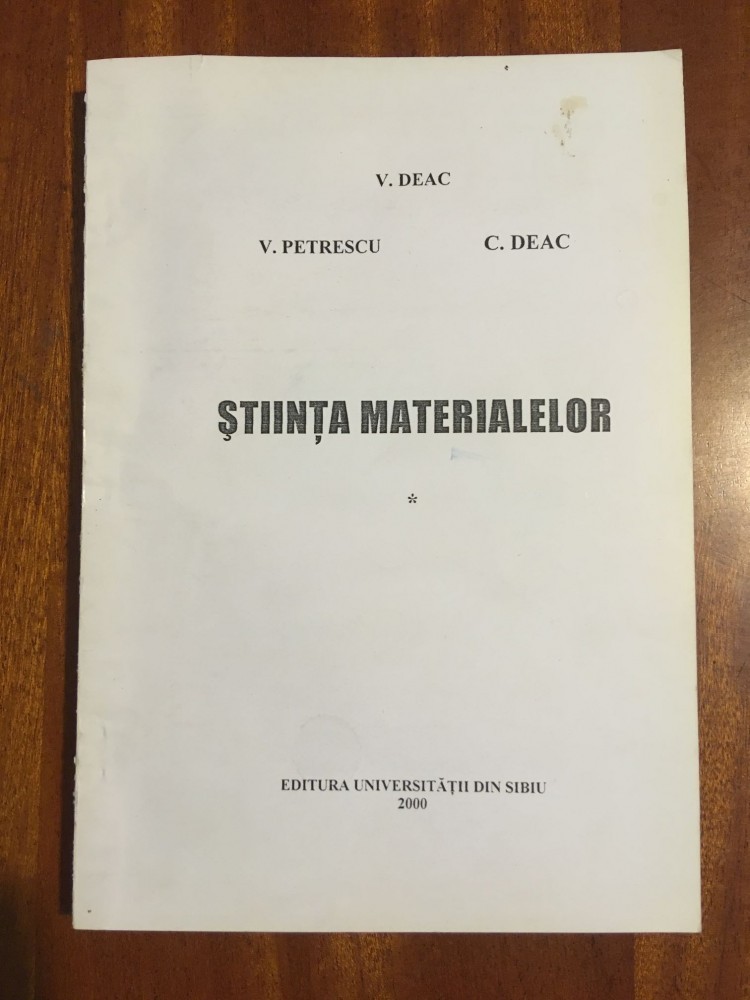 V. DEAC
V. PETRESCU C. DEAC
ŞTIINŢA MATERIALELOR
*
EDITURA UNIVERSITĂŢII DIN SIBIU
2000